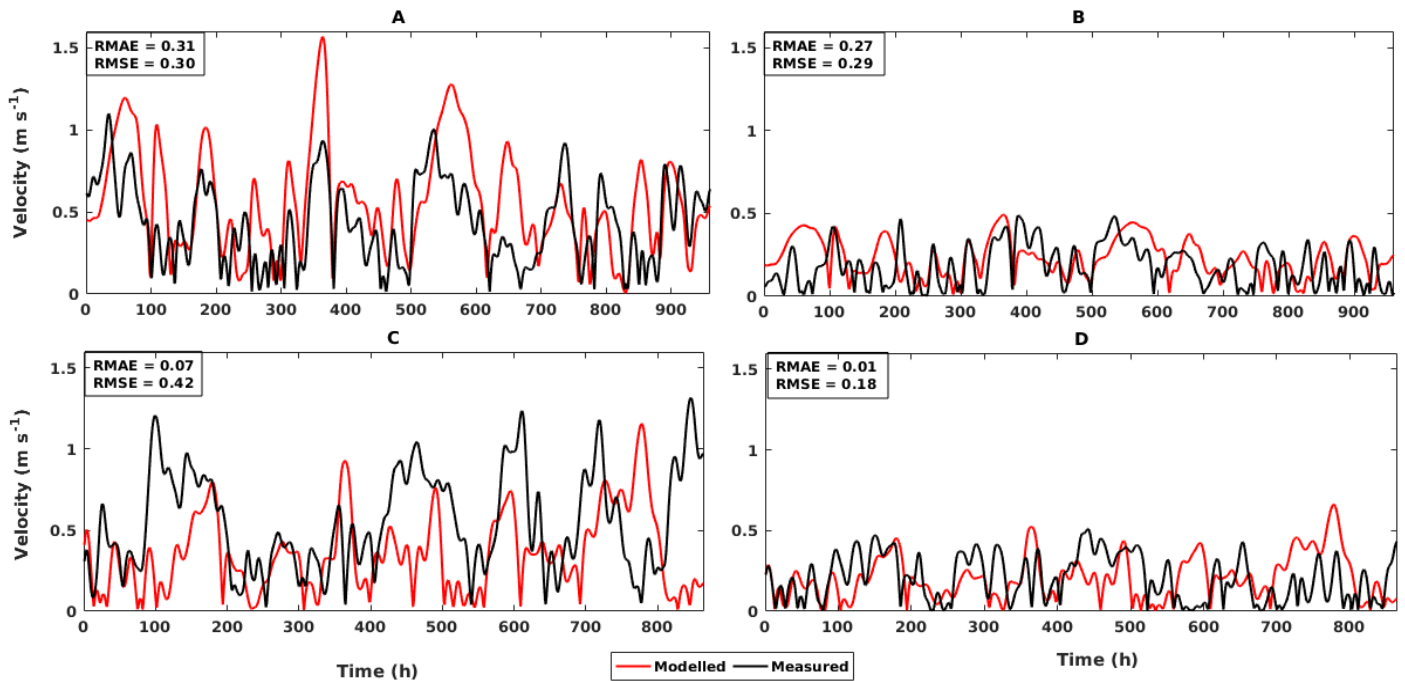 A
B
RMAE = 0.31
RMSE = 0.30
RMAE = 0.27
RMSE = 0.29
Velocity (m s-1)
1.5
1
0.5
0
0 100 200 300 400 500 600 700 800 900
1.5
1
0.5
0
0 100 200 300 400 500 600 700 800 900
C
D
RMAE = 0.07
RMSE = 0.42
RMAE = 0.01
RMSE = 0.18
Velocity (m s-1)
1.5
1
0.5
0
0 100 200 300 400 500 600 700 800
1.5
1
0.5
0
0 100 200 300 400 500 600 700 800
Time (h)
Time (h)
Modelled Measured